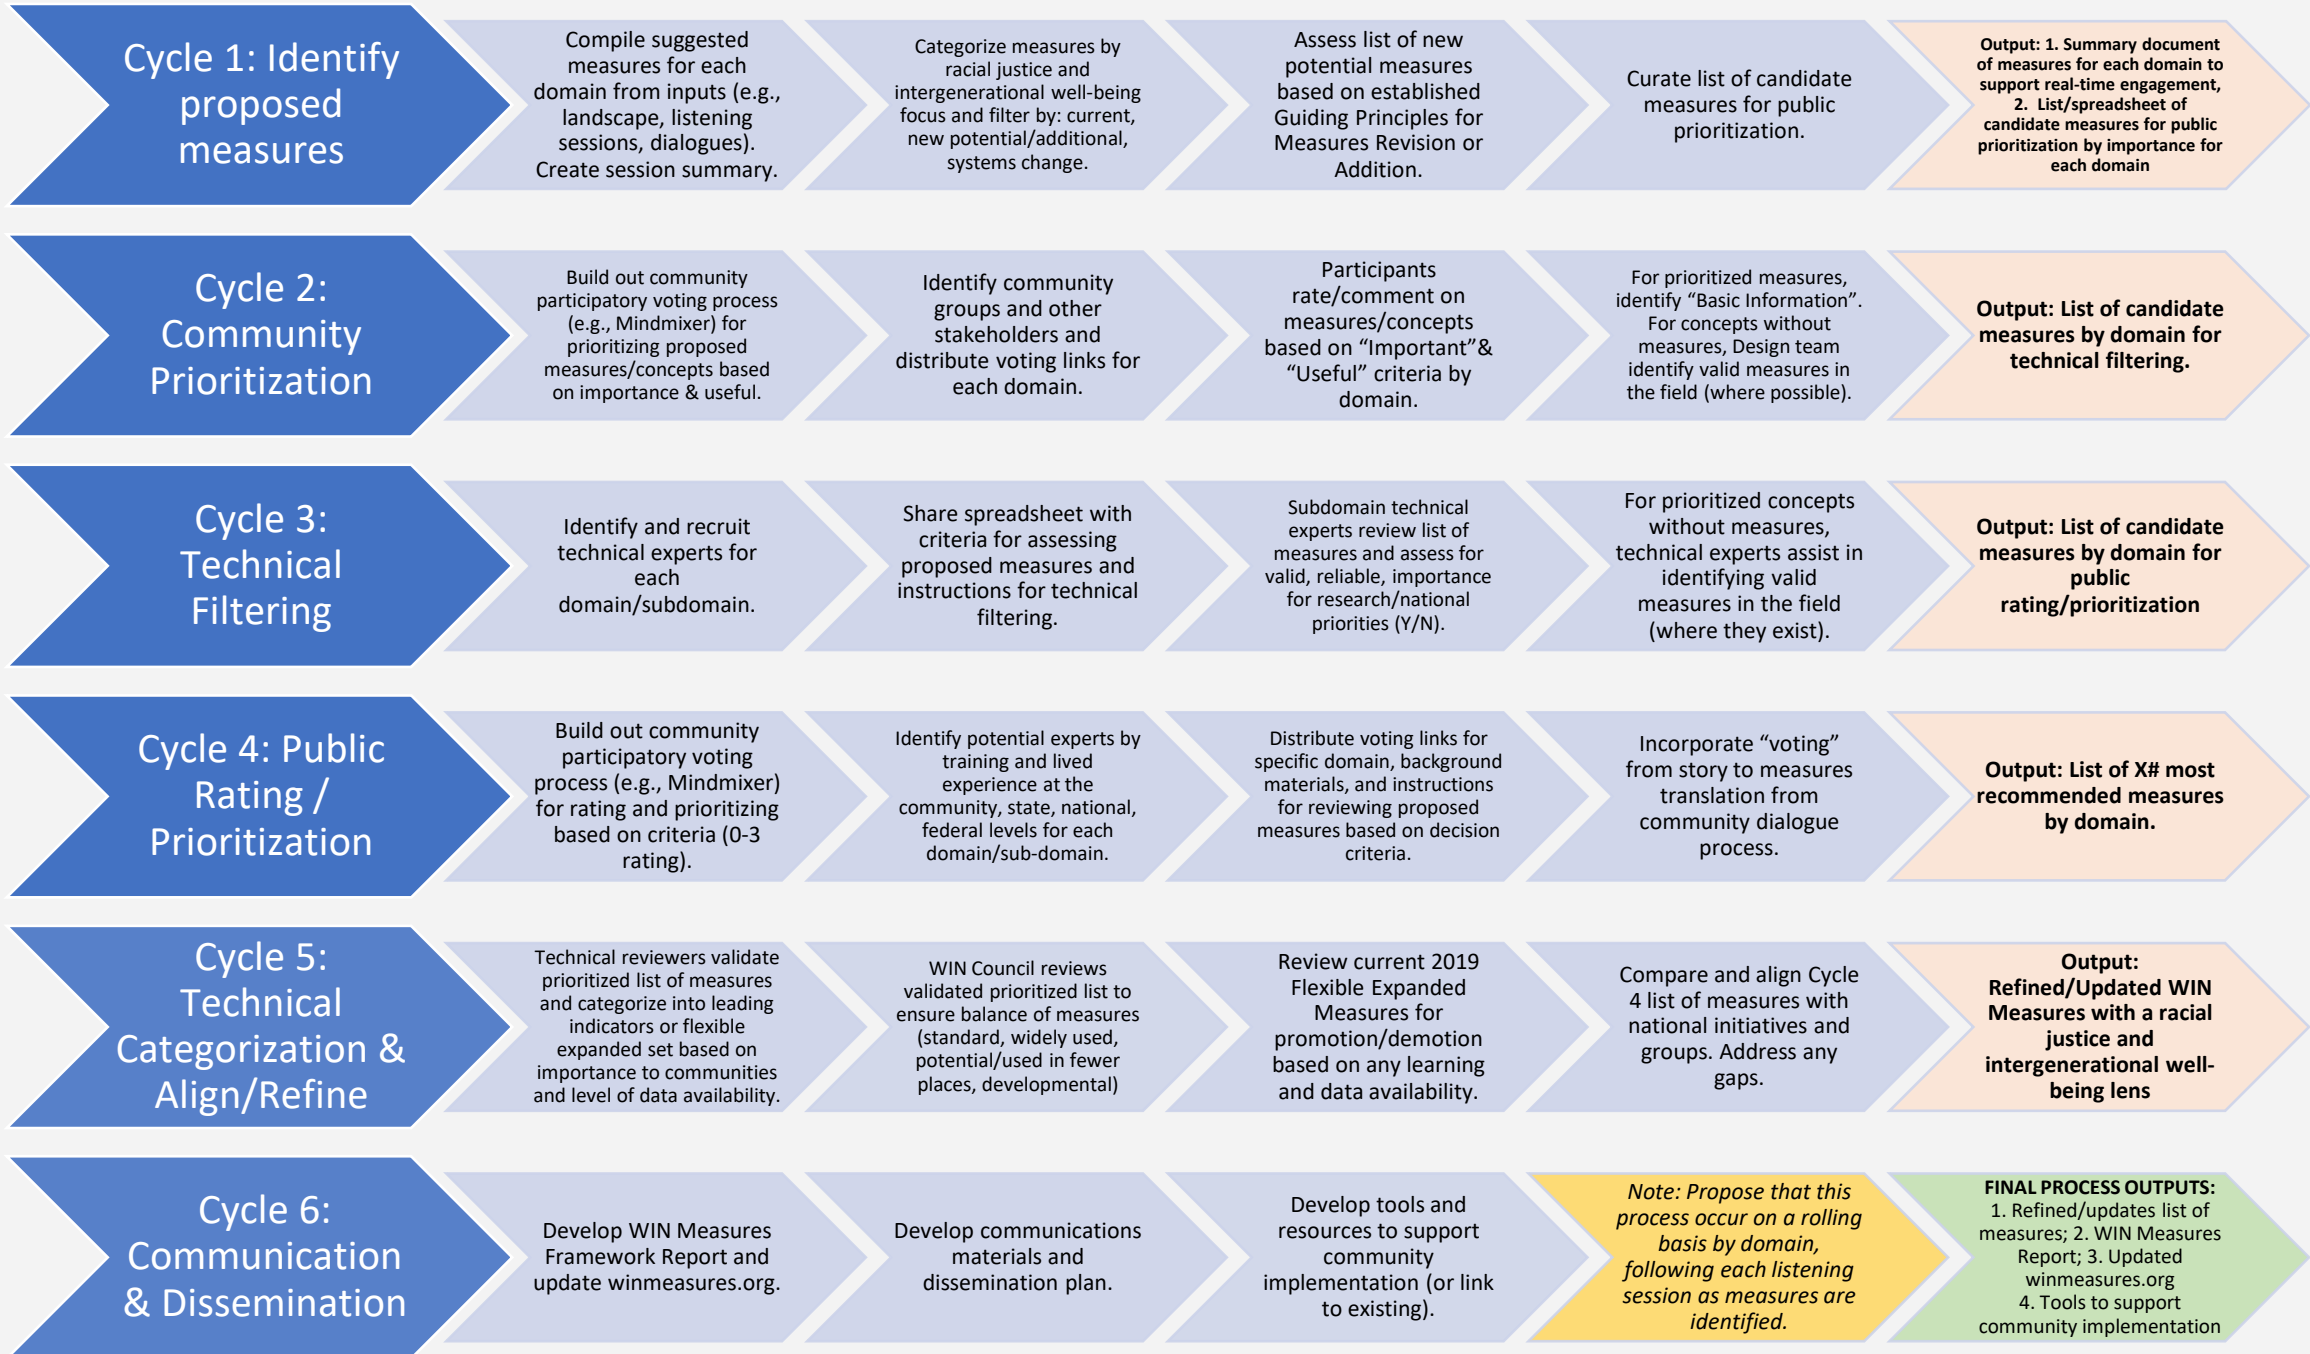 Cycle 1: Identify
proposed
measures
Compile suggested
measures for each
domain from inputs (e.g.,
landscape, listening
sessions, dialogues).
Create session summary.
Categorize measures by
racial justice and
intergenerational well-being
focus and filter by: current,
new potential/additional,
systems change.
Assess list of new
potential measures
based on established
Guiding Principles for
Measures Revision or
Addition.
Curate list of candidate
measures for public
prioritization.
Output: 1. Summary document
of measures for each domain to
support real-time engagement,
2. List/spreadsheet of
candidate measures for public
prioritization by importance for
each domain
Cycle 2:
Community
Prioritization
Build out community
participatory voting process
(e.g., Mindmixer) for
prioritizing proposed
measures/concepts based
on importance & useful.
Identify community
groups and other
stakeholders and
distribute voting links for
each domain.
Participants
rate/comment on
measures/concepts
based on “Important”&
“Useful” criteria by
domain.
For prioritized measures,
identify “Basic Information”.
For concepts without
measures, Design team
identify valid measures in
the field (where possible).
Output: List of candidate
measures by domain for
technical filtering.
Cycle 3:
Technical
Filtering
Identify and recruit
technical experts for
each
domain/subdomain.
Share spreadsheet with
criteria for assessing
proposed measures and
instructions for technical
filtering.
Subdomain technical
experts review list of
measures and assess for
valid, reliable, importance
for research/national
priorities (Y/N).
For prioritized concepts
without measures,
technical experts assist in
identifying valid
measures in the field
(where they exist).
Output: List of candidate
measures by domain for
public
rating/prioritization
Cycle 4: Public
Rating /
Prioritization
Build out community
participatory voting
process (e.g., Mindmixer)
for rating and prioritizing
based on criteria (0-3
rating).
Identify potential experts by
training and lived
experience at the
community, state, national,
federal levels for each
domain/sub-domain.
Distribute voting links for
specific domain, background
materials, and instructions
for reviewing proposed
measures based on decision
criteria.
Incorporate “voting”
from story to measures
translation from
community dialogue
process.
Output: List of X# most
recommended measures
by domain.
Cycle 5:
Technical
Categorization &
Align/Refine
Technical reviewers validate
prioritized list of measures
and categorize into leading
indicators or flexible
expanded set based on
importance to communities
and level of data availability.
WIN Council reviews
validated prioritized list to
ensure balance of measures
(standard, widely used,
potential/used in fewer
places, developmental)
Review current 2019
Flexible Expanded
Measures for
promotion/demotion
based on any learning
and data availability.
Compare and align Cycle
4 list of measures with
national initiatives and
groups. Address any
gaps.
Output:
Refined/Updated WIN
Measures with a racial
justice and
intergenerational well-
being lens
Cycle 6:
Communication
& Dissemination
Develop WIN Measures
Framework Report and
update winmeasures.org.
Develop communications
materials and
dissemination plan.
Develop tools and
resources to support
community
implementation (or link
to existing).
Note: Propose that this
process occur on a rolling
basis by domain,
following each listening
session as measures are
identified.
FINAL PROCESS OUTPUTS:
1. Refined/updates list of
measures; 2. WIN Measures
Report; 3. Updated
winmeasures.org
4. Tools to support
community implementation